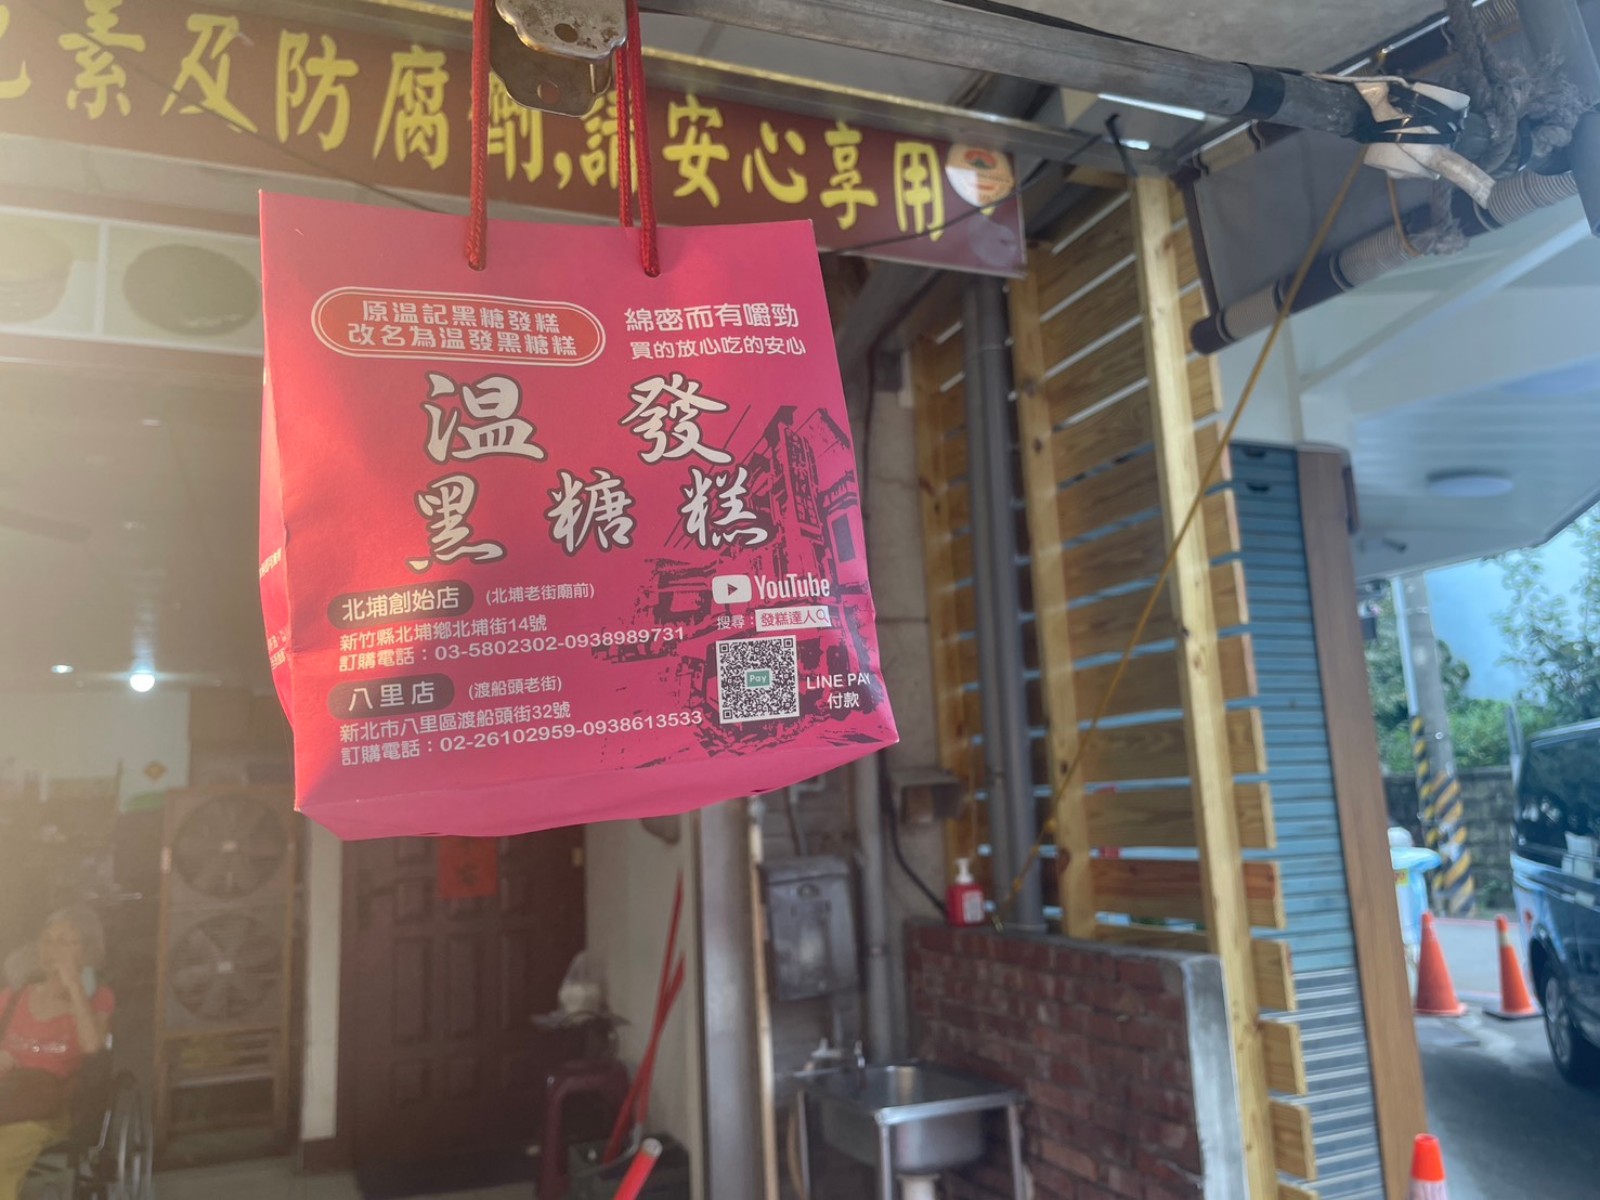 素及防腐劑,請安心享用
原温記黑糖發糕
改名為温發黑糖糕
綿密而有嚼勁
買的放心吃的安心
温發
黑糖糕
北埔創始店 (北埔老街廟前)
新竹縣北埔鄉北埔街14號
訂購電話：03-5802302-0938989731
八里店 (渡船頭老街)
新北市八里區渡船頭街32號
訂購電話：02-26102959-0938613533
YouTube
搜尋：發糕達人
Pay
LINE PAY
付款